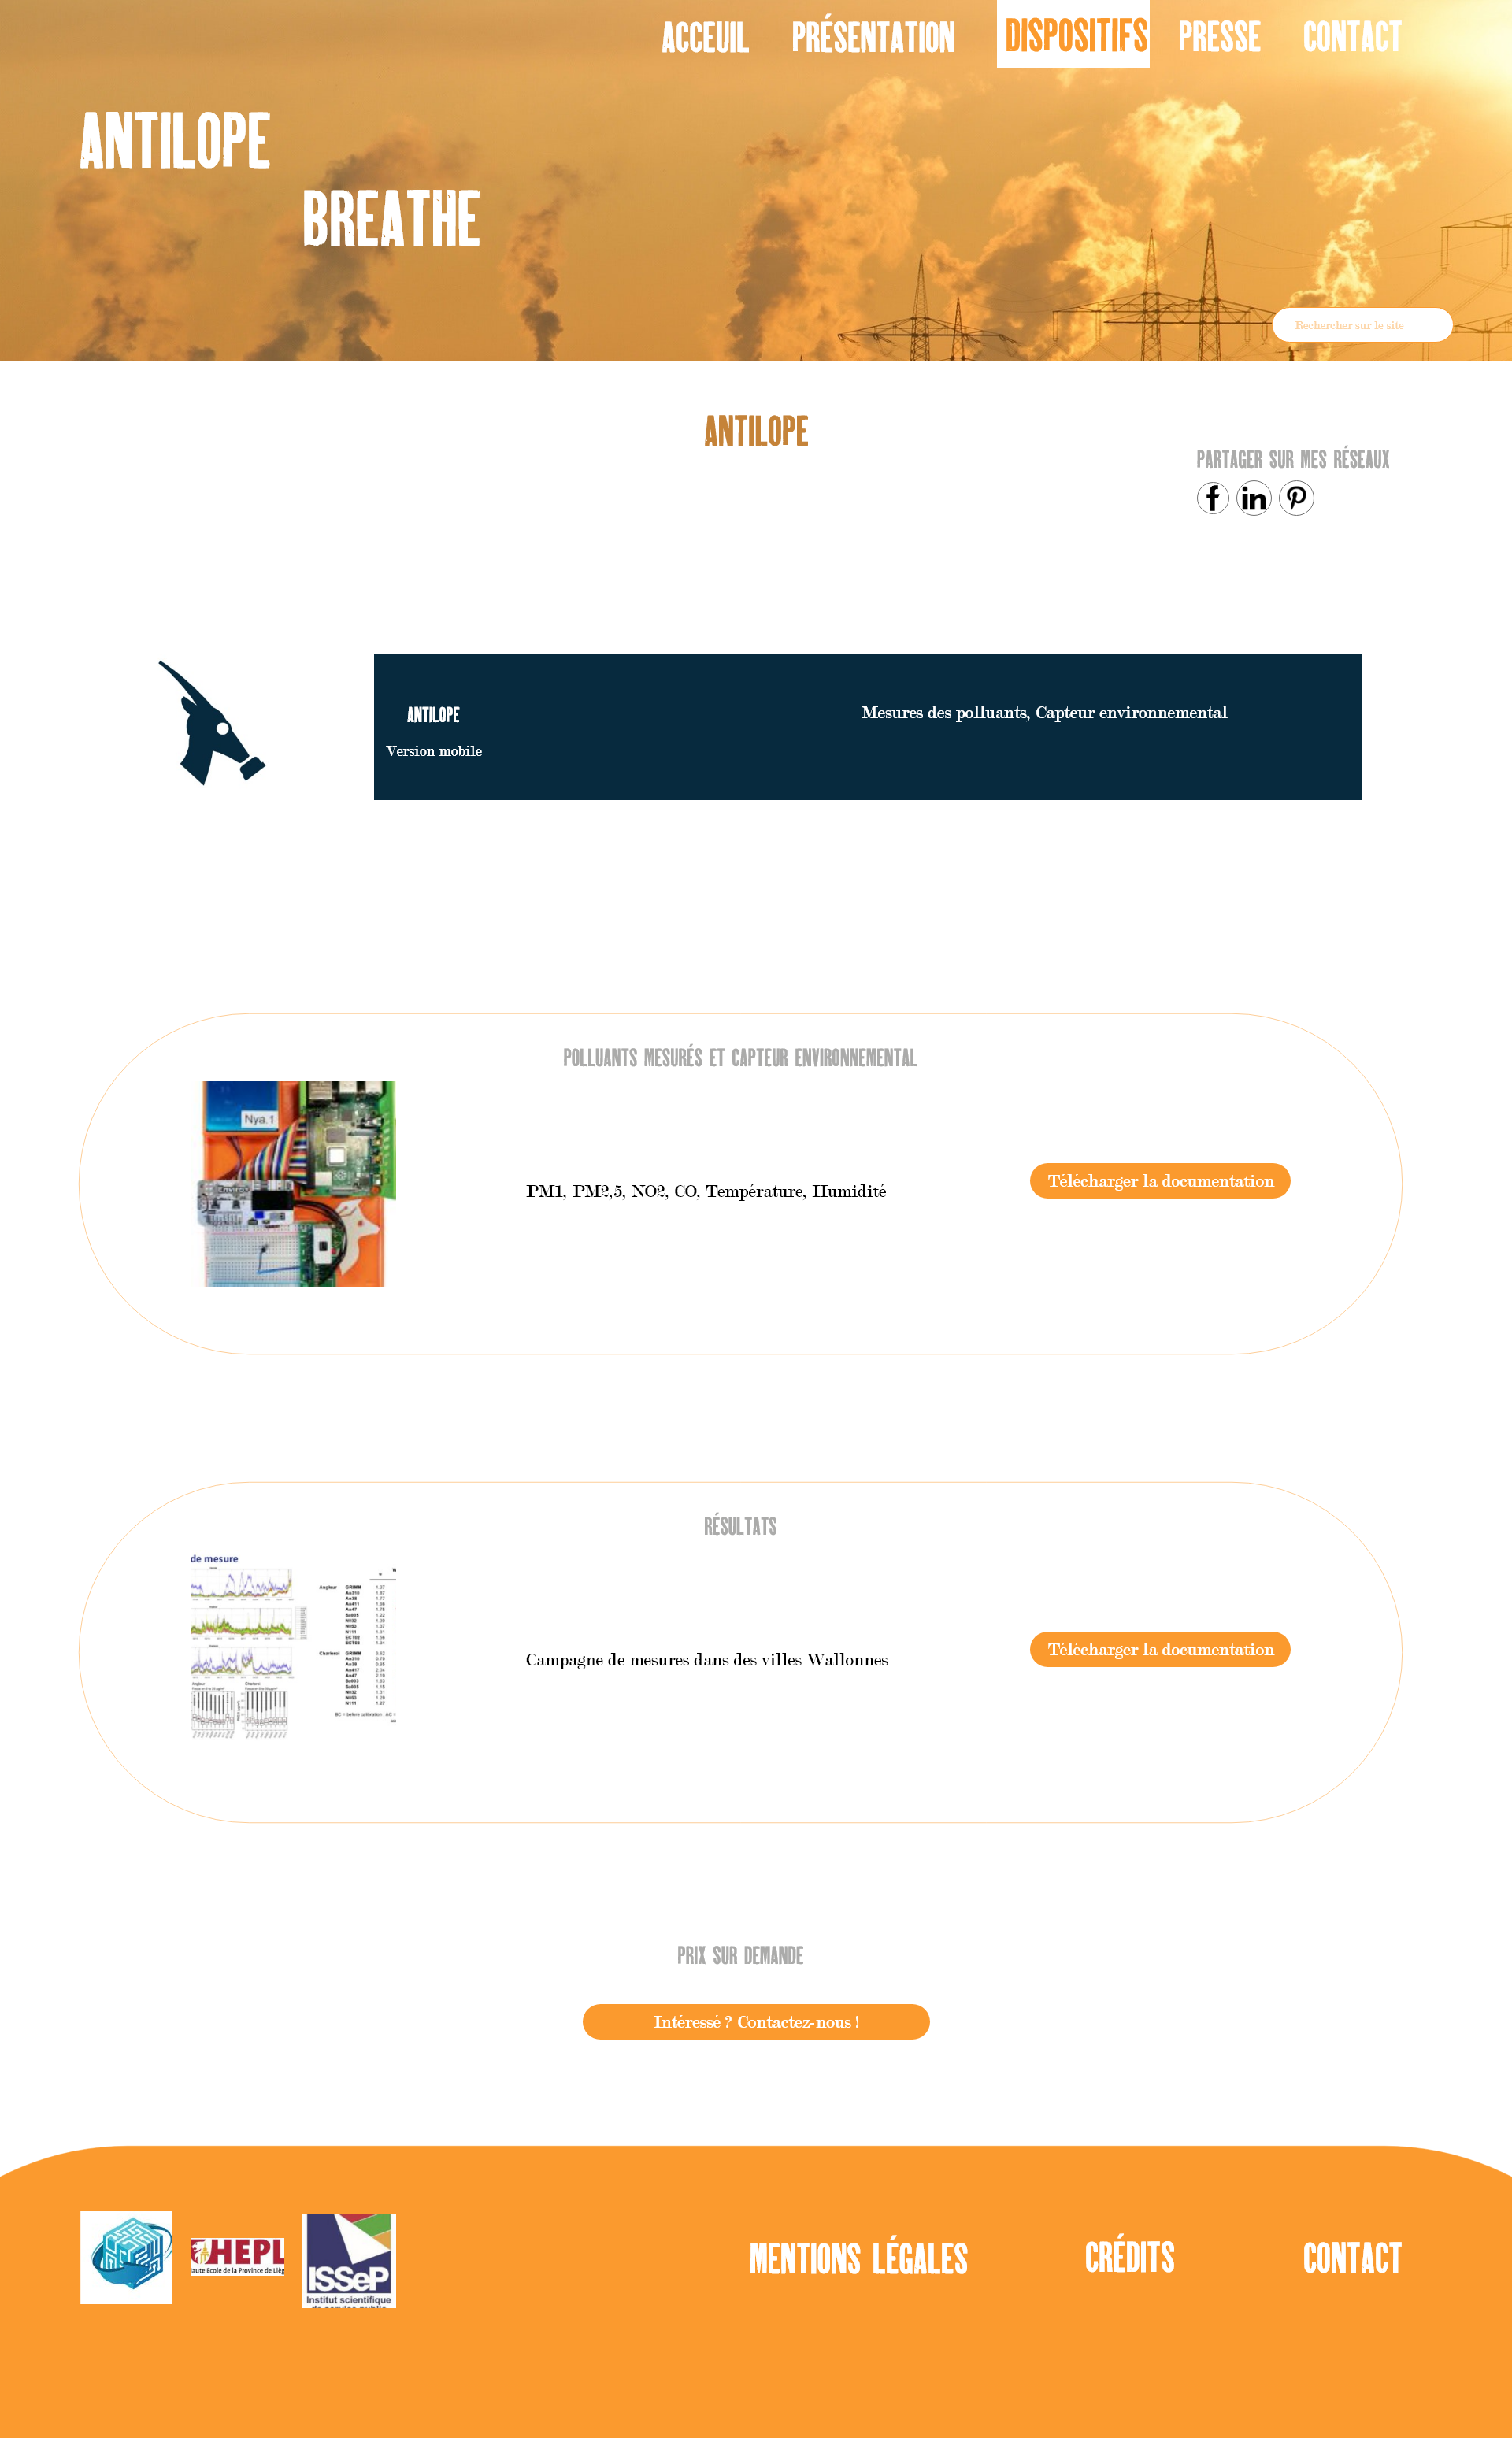 ACCEUIL PRÉSENTATION DISPOSITIFS PRESSE CONTACT
ANTILOPE
BREATHE
Rechercher sur le site
ANTILOPE
PARTAGER SUR MES RÉSEAUX
ANTILOPE
Version mobile
Mesures des polluants, Capteur environnemental
POLLUANTS MESURÉS ET CAPTEUR ENVIRONNEMENTAL
Nya.1
Enviro+
PM1, PM2,5, NO2, CO, Température, Humidité
Télécharger la documentation
RÉSULTATS
de mesure
Campagne de mesures dans des villes Wallonnes
Télécharger la documentation
PRIX SUR DEMANDE
Intéressé ? Contactez-nous !
HEPL
Haute Ecole de la Province de Lièg
ISSeP
Institut scientifique
MENTIONS LÉGALES CRÉDITS CONTACT